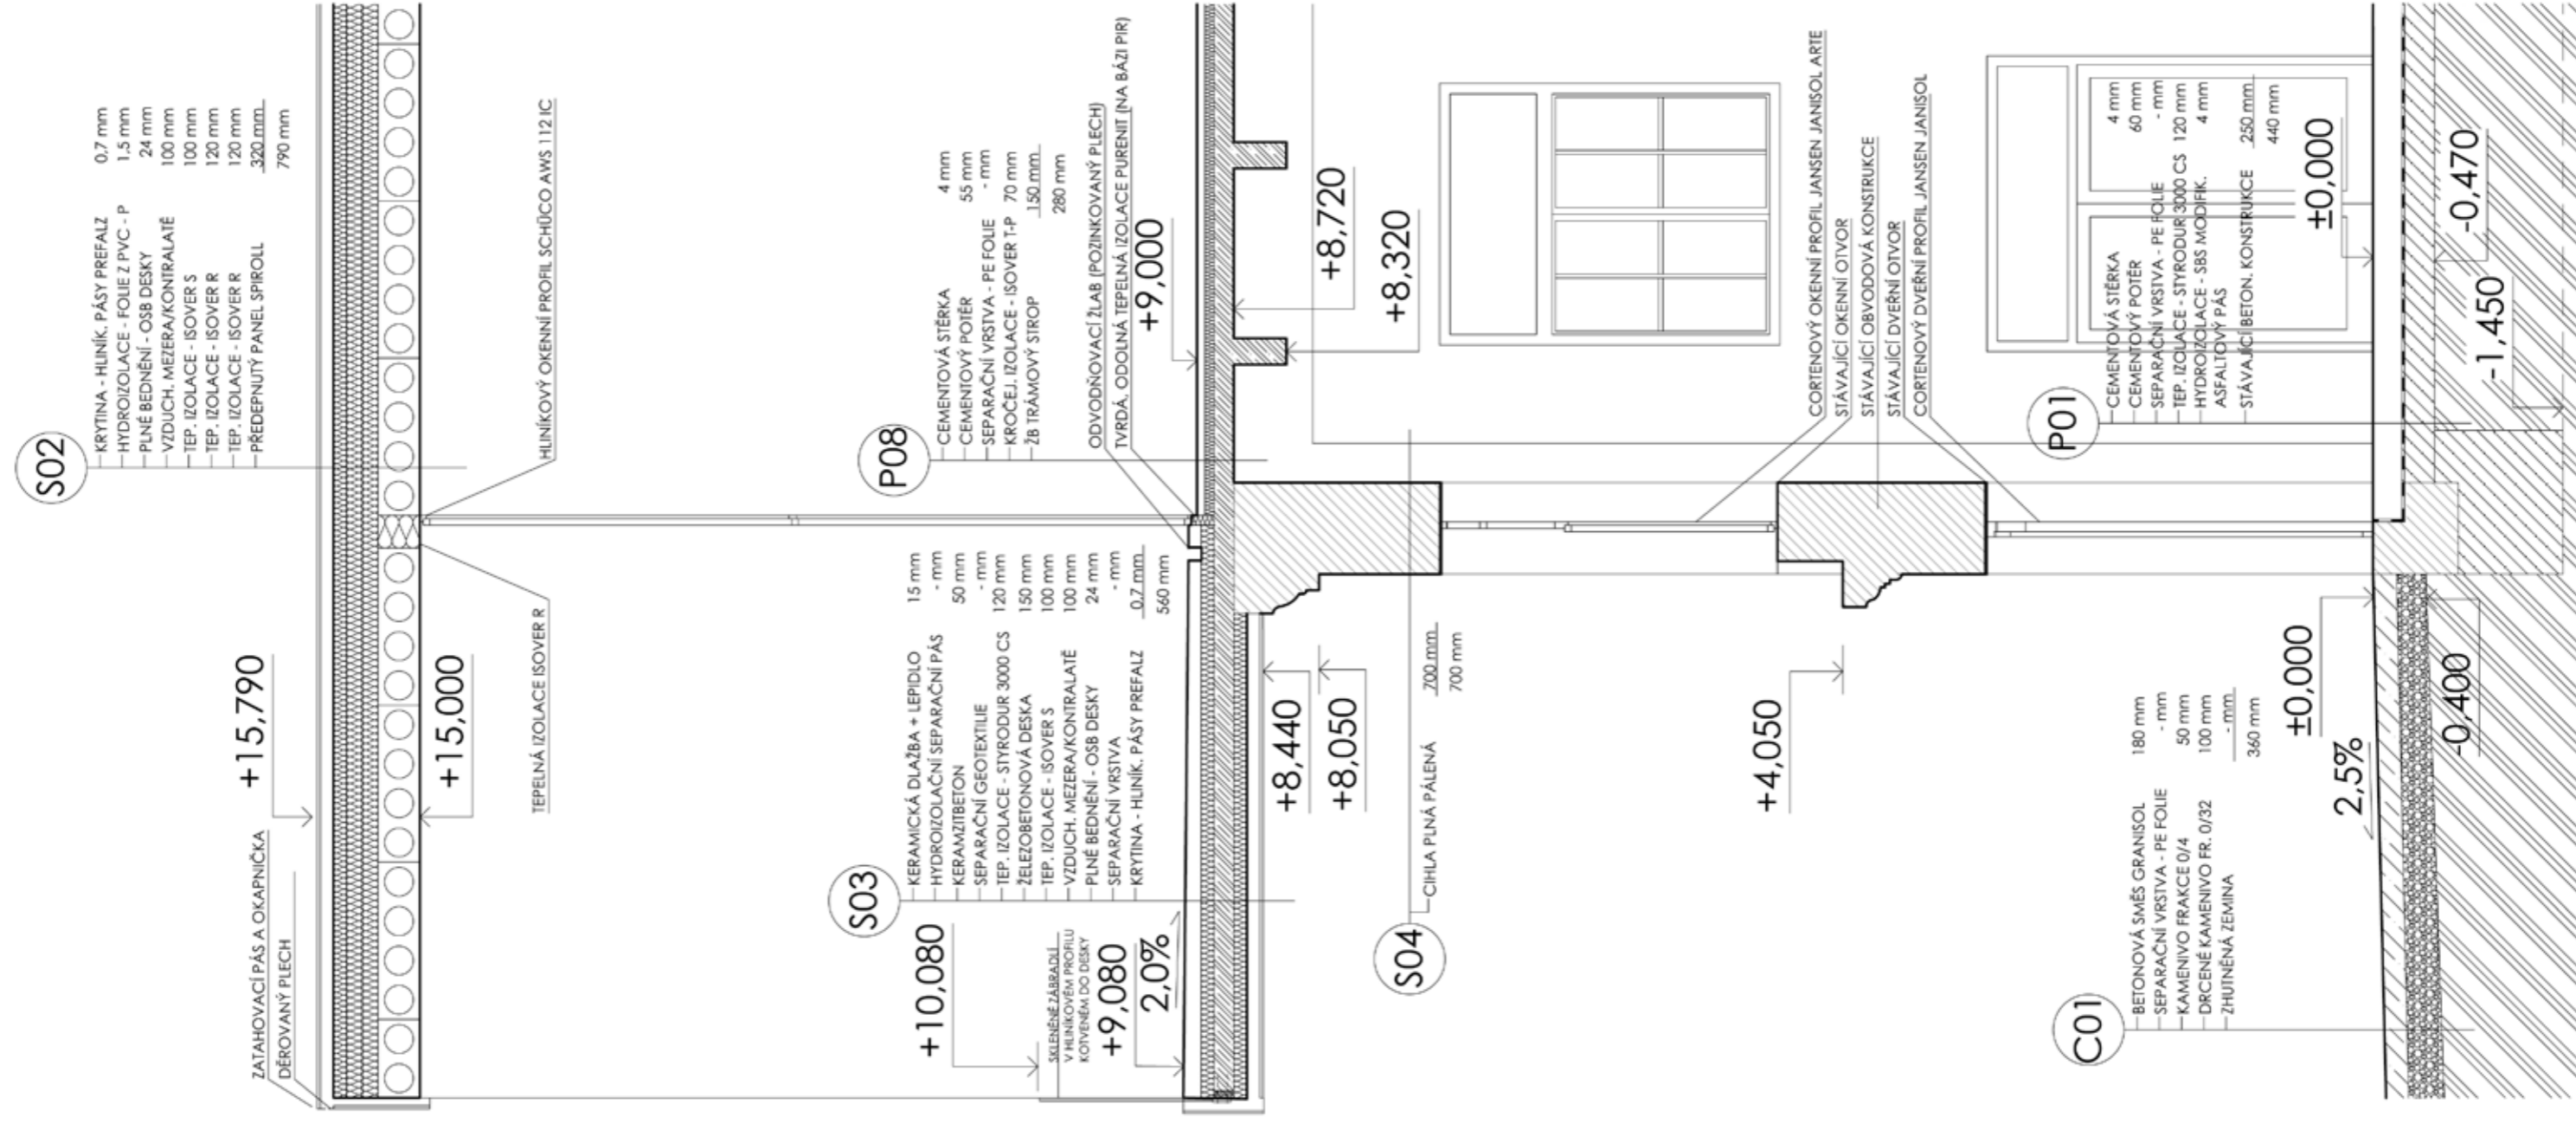 S02
KRYTINA - HLINÍK. PÁSY PREFALZ 0,7 mm
HYDROIZOLACE - FOLIE Z PVC - P 1,5 mm
PLNÉ BEDNĚNÍ - OSB DESKY 24 mm
VZDUCH. MEZERA/KONTRALATĚ 100 mm
TEP. IZOLACE - ISOVER S 100 mm
TEP. IZOLACE - ISOVER R 120 mm
TEP. IZOLACE - ISOVER R 120 mm
PŘEDEPNUTÝ PANEL SPIROLL 320 mm
790 mm
ZATAHOVACÍ PÁS A OKAPNIČKA
DĚROVANÝ PLECH
+15,790
+15,0000
TEPELNÁ IZOLACE ISOVER R
HLINÍKOVÝ OKENNÍ PROFIL SCHÜCO AWS 112 IC
S03
KERAMICKÁ DLAŽBA + LEPIDLO 15 mm
HYDROIZOLAČNÍ SEPARAČNÍ PÁS - mm
KERAMZITBETON 50 mm
SEPARAČNÍ GEOTEXTILIE - mm
TEP. IZOLACE - STYRODUR 3000 CS 120 mm
ŽELEZOBETONOVÁ DESKA 150 mm
TEP. IZOLACE - ISOVER S 100 mm
VZDUCH. MEZERA/KONTRALATĚ 100 mm
PLNÉ BEDNĚNÍ - OSB DESKY 24 mm
SEPARAČNÍ VRSTVA - mm
KRYTINA - HLINÍK. PÁSY PREFALZ 0,7 mm
560 mm
P08
CEMENTOVÁ STĚRKA 4 mm
CEMENTOVÝ POTĚR 55 mm
SEPARAČNÍ VRSTVA - PE FOLIE - mm
KROČEJ. IZOLACE - ISOVER T-P 70 mm
ŽB TRÁMOVÝ STROP 150 mm
280 mm
ODVODŇOVACÍ ŽLAB (POZINKOVANÝ PLECH)
TVRDÁ, ODOLNÁ TEPELNÁ IZOLACE PURENIT (NA BÁZI PIR)
+10,080
SKLENĚNÉ ZÁBRADLÍ
V HLINÍKOVÉM PROFILU
KOTVENÉM DO DESKY
+9,080
2,0%
+9,000
+8,720
+8,320
+8,440
+8,050
S04
CIHLA PLNÁ PÁLENÁ 700 mm
700 mm
+4,050
CORTENOVÝ OKENNÍ PROFIL JANSEN JANISOL ARTE
STÁVAJÍCÍ OKENNÍ OTVOR
STÁVAJÍCÍ OBVODOVÁ KONSTRUKCE
STÁVAJÍCÍ DVEŘNÍ OTVOR
CORTENOVÝ DVEŘNÍ PROFIL JANSEN JANISOL
C01
BETONOVÁ SMĚS GRANISOL 180 mm
SEPARAČNÍ VRSTVA - PE FOLIE - mm
KAMENIVO FRAKCE 0/4 50 mm
DRCENÉ KAMENIVO FR. 0/32 100 mm
ZHUTNĚNÁ ZEMINA - mm
360 mm
P01
CEMENTOVÁ STĚRKA 4 mm
CEMENTOVÝ POTĚR 60 mm
SEPARAČNÍ VRSTVA - PE FOLIE - mm
TEP. IZOLACE - STYRODUR 3000 CS 120 mm
HYDROIZOLACE - SBS MODIFIK. 4 mm
ASFALTOVÝ PÁS
STÁVAJÍCÍ BETON. KONSTRUKCE 250 mm
440 mm
±0,000
2,5%
-0,400
±0,000
-0,470
-1,450